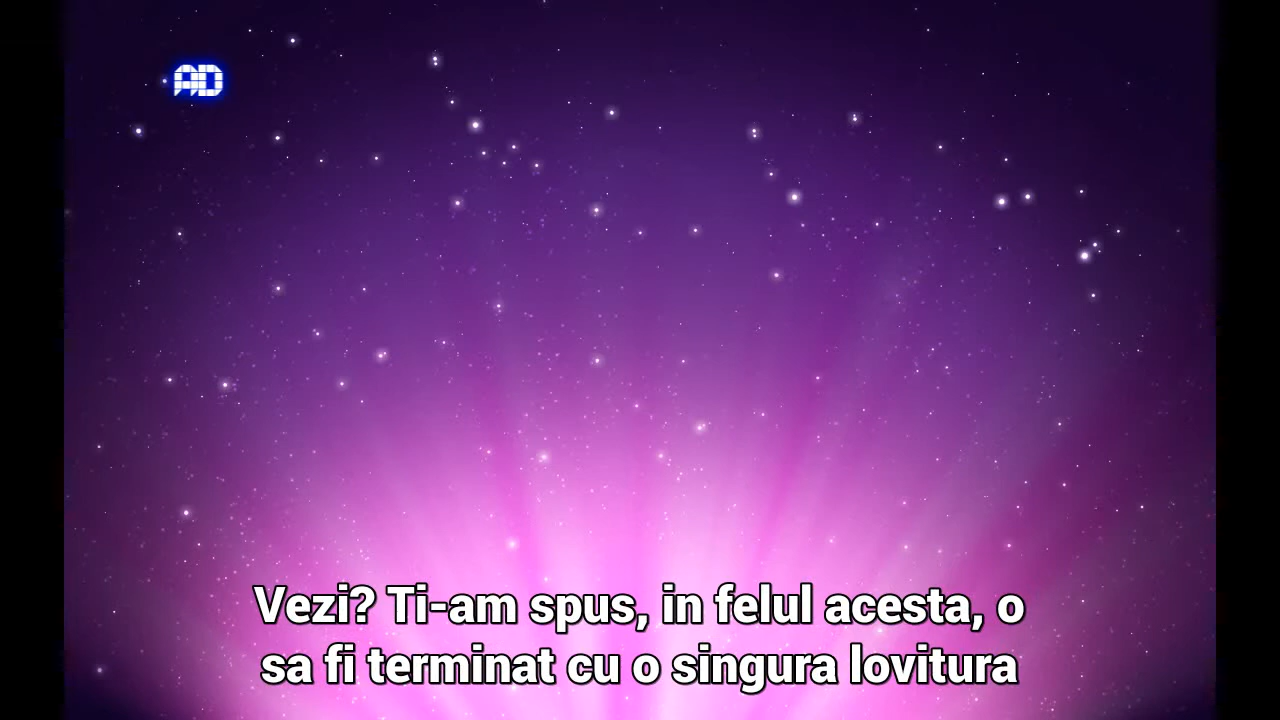 AD
Vezi? Ti-am spus, in felul acesta, o
sa fi terminat cu o singura lovitura